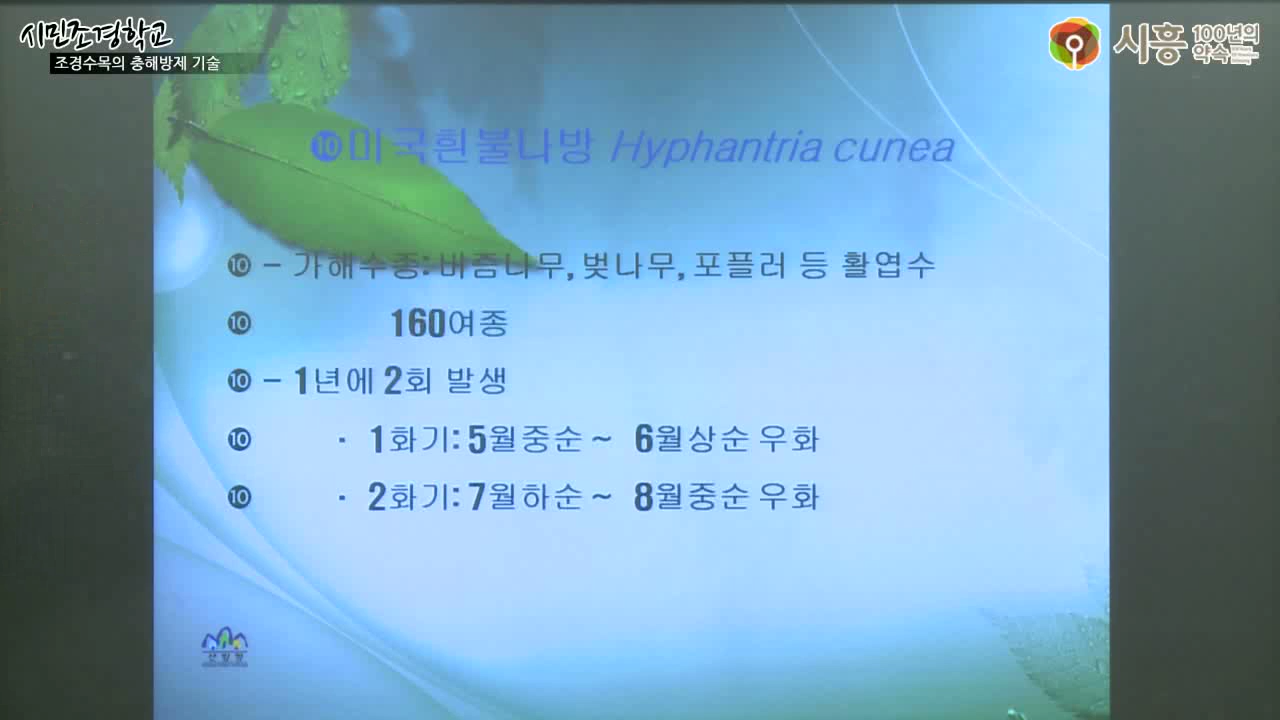 시민조경학교
조경수목의 충해방제 기술
시흥 100년의
약속
⑩미국흰불나방 Hyphantria cunea
⑩ – 가해수종: 버즘나무, 벚나무, 포플러 등 활엽수
⑩ 160여종
⑩ – 1년에 2회 발생
⑩ · 1화기: 5월중순 ~ 6월상순 우화
⑩ · 2화기: 7월하순 ~ 8월중순 우화
산림청